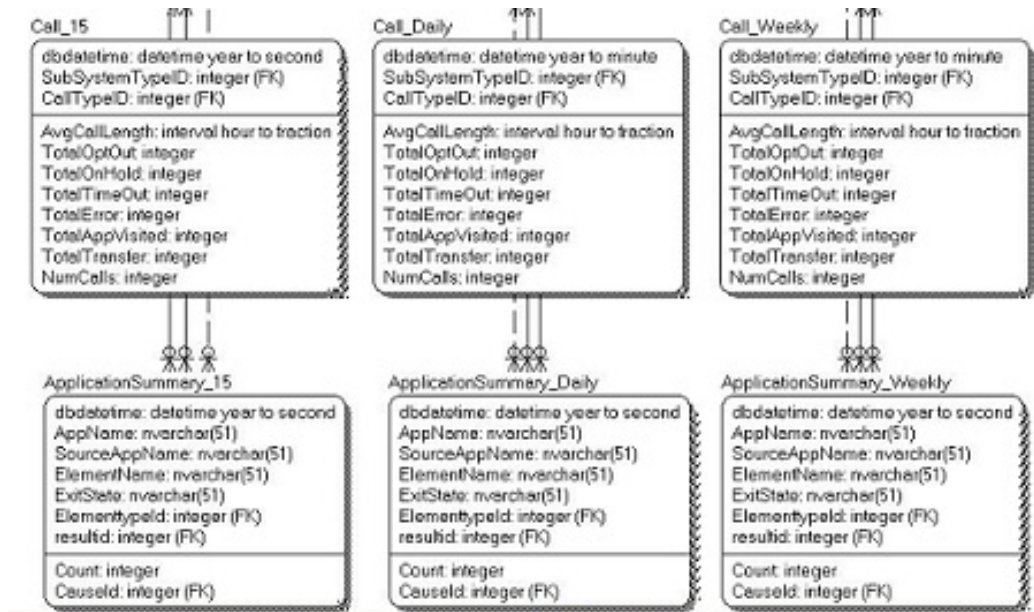 Call_15
dbdatetime: datetime year to second
SubSystemTypeID: integer (FK)
CallTypeID: integer (FK)
AvgCallLength: interval hour to fraction
TotalOptOut: integer
TotalOnHold: integer
TotalTimeOut: integer
TotalError: integer
TotalAppVisited: integer
TotalTransfer: integer
NumCalls: integer
Call_Daily
dbdatetime: datetime year to minute
SubSystemTypeID: integer (FK)
CallTypeID: integer (FK)
AvgCallLength: interval hour to fraction
TotalOptOut: integer
TotalOnHold: integer
TotalTimeOut: integer
TotalError: integer
TotalAppVisited: integer
TotalTransfer: integer
NumCalls: integer
Call_Weekly
dbdatetime: datetime year to minute
SubSystemTypeID: integer (FK)
CallTypeID: integer (FK)
AvgCallLength: interval hour to fraction
TotalOptOut: integer
TotalOnHold: integer
TotalTimeOut: integer
TotalError: integer
TotalAppVisited: integer
TotalTransfer: integer
NumCalls: integer
ApplicationSummary_15
dbdatetime: datetime year to second
AppName: nvarchar(51)
SourceAppName: nvarchar(51)
ElementName: nvarchar(51)
ExitState: nvarchar(51)
ElementtypeId: integer (FK)
resultid: integer (FK)
Count: integer
CauseId: integer (FK)
ApplicationSummary_Daily
dbdatetime: datetime year to second
AppName: nvarchar(51)
SourceAppName: nvarchar(51)
ElementName: nvarchar(51)
ExitState: nvarchar(51)
ElementtypeId: integer (FK)
resultid: integer (FK)
Count: integer
CauseId: integer (FK)
ApplicationSummary_Weekly
dbdatetime: datetime year to second
AppName: nvarchar(51)
SourceAppName: nvarchar(51)
ElementName: nvarchar(51)
ExitState: nvarchar(51)
ElementtypeId: integer (FK)
resultid: integer (FK)
Count: integer
CauseId: integer (FK)